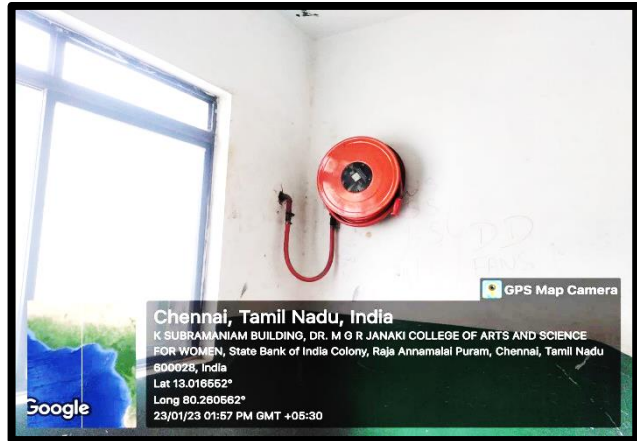 GPS Map Camera
Chennai, Tamil Nadu, India
K SUBRAMANIAM BUILDING, DR. M G R JANAKI COLLEGE OF ARTS AND SCIENCE
FOR WOMEN, State Bank of India Colony, Raja Annamalai Puram, Chennai, Tamil Nadu
600028, India
Lat 13.016552°
Long 80.260562°
23/01/23 01:57 PM GMT +05:30
Google